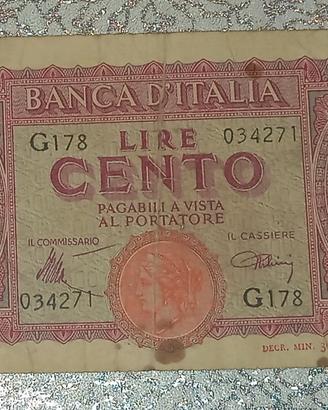 BANCA D'ITALIA
G178 LIRE 034271
CENTO
PAGABILI A VISTA
AL PORTATORE
IL COMMISSARIO IL CASSIERE
034271 G178
DECR. MIN.